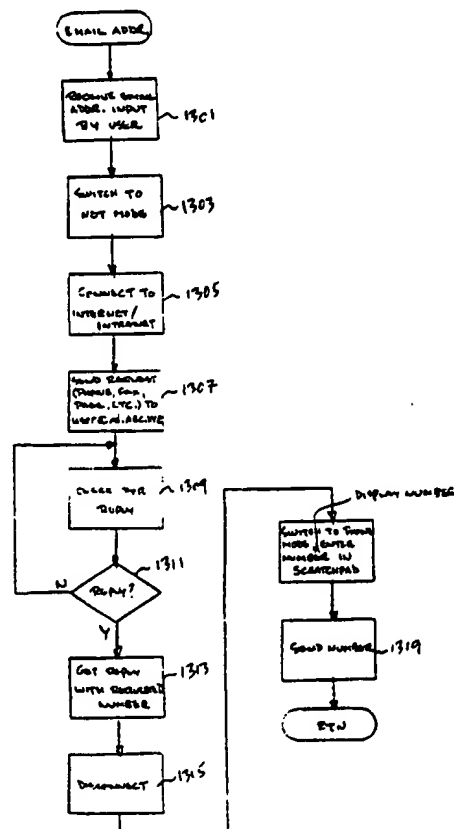 EMAIL ADDR.
RECEIVE EMAIL
ADDR. INPUT
BY USER
1301
SWITCH TO
NET MODE
1303
CONNECT TO
INTERNET/
INTRANET
1305
SEND REQUEST
(PHONE, FAX,
PAGE, ETC.) TO
1307
CHECK FOR
REPLY
1309
REPLY?
1311
N
Y
GET REPLY
WITH REQUEST
NUMBER
1313
DISCONNECT
1315
DISPLAY NUMBER
SWITCH TO PHONE
MODE, ENTER
NUMBER IN
SCRATCHPAD
SEND NUMBER
1319
RTN